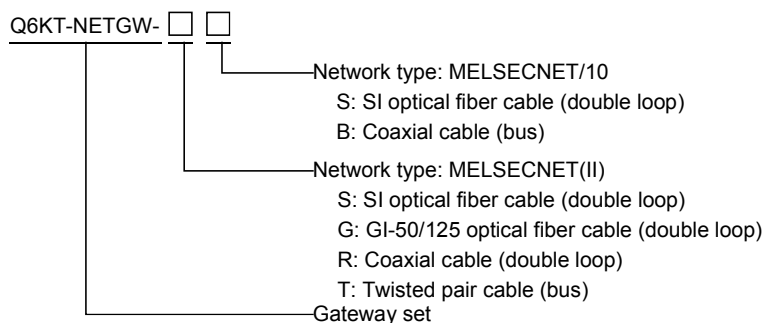 Q6KT-NETGW-
Network type: MELSECNET/10
S: SI optical fiber cable (double loop)
B: Coaxial cable (bus)
Network type: MELSECNET(II)
S: SI optical fiber cable (double loop)
G: GI-50/125 optical fiber cable (double loop)
R: Coaxial cable (double loop)
T: Twisted pair cable (bus)
Gateway set